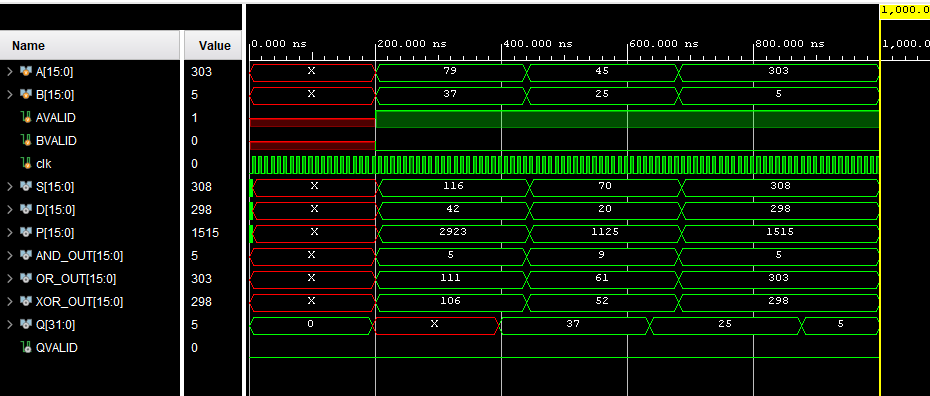 1,000.0
Name Value 0.000 ns 200.000 ns 400.000 ns 600.000 ns 800.000 ns 1,000.0
A[15:0] 303 X 79 45 303
B[15:0] 5 X 37 25 5
AVALID 1
BVALID 0
clk 0
S[15:0] 308 X 116 70 308
D[15:0] 298 X 42 20 298
P[15:0] 1515 X 2923 1125 1515
AND_OUT[15:0] 5 X 5 9 5
OR_OUT[15:0] 303 X 111 61 303
XOR_OUT[15:0] 298 X 106 52 298
Q[31:0] 5 0 X 37 25 5
QVALID 0